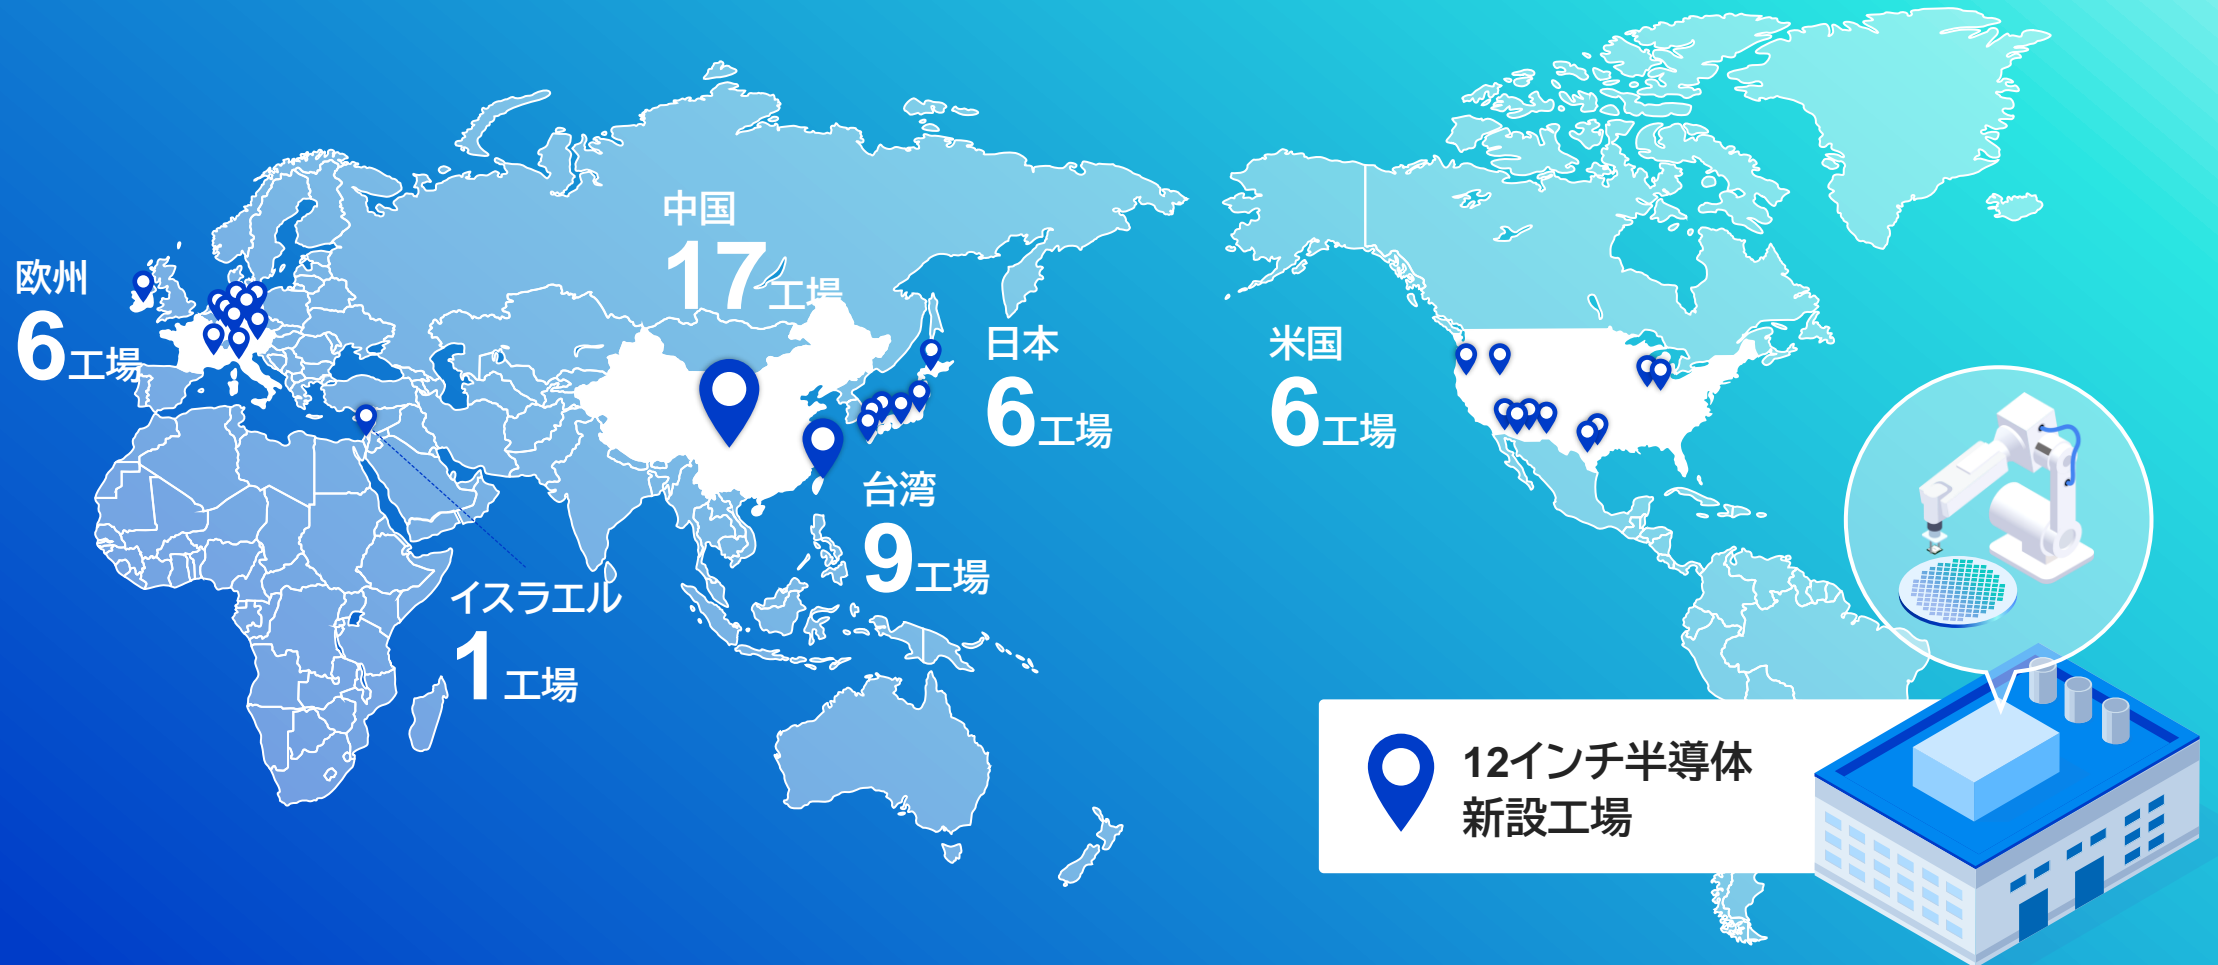 中国
17工場
欧州
6工場
日本
6工場
米国
6工場
台湾
9工場
イスラエル
1工場
12インチ半導体
新設工場